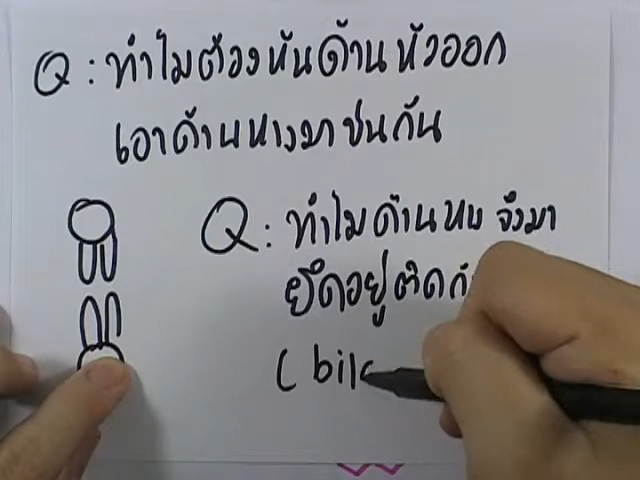 Q : ทำไมต้องหันด้านหัวออก
เอาด้านหางมาชนกัน
Q : ทำไมด้านหาง จึงมา
ยึดอยู่ติดกั
( bil